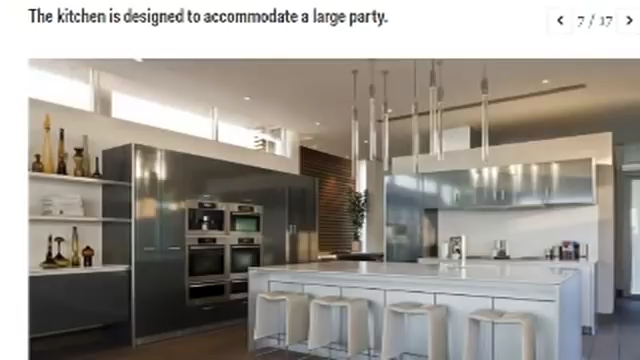 The kitchen is designed to accommodate a large party.
7 / 17